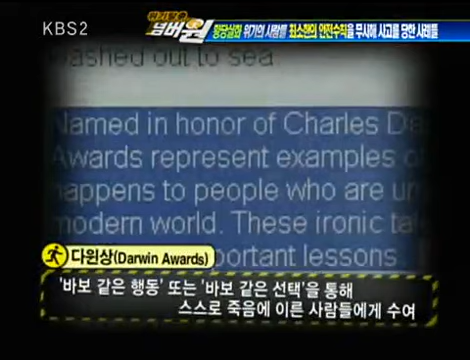 KBS2
위기탈출 넘버원
황당실화 위기의 사람들 '최소한의 안전수칙'을 무시해 사고를 당한 사례들
washed out to sea
Named in honor of Charles Da
Awards represent examples o
happens to people who are un
modern world. These ironic ta
portant lessons.
다윈상(Darwin Awards)
'바보 같은 행동' 또는 '바보 같은 선택'을 통해
스스로 죽음에 이른 사람들에게 수여